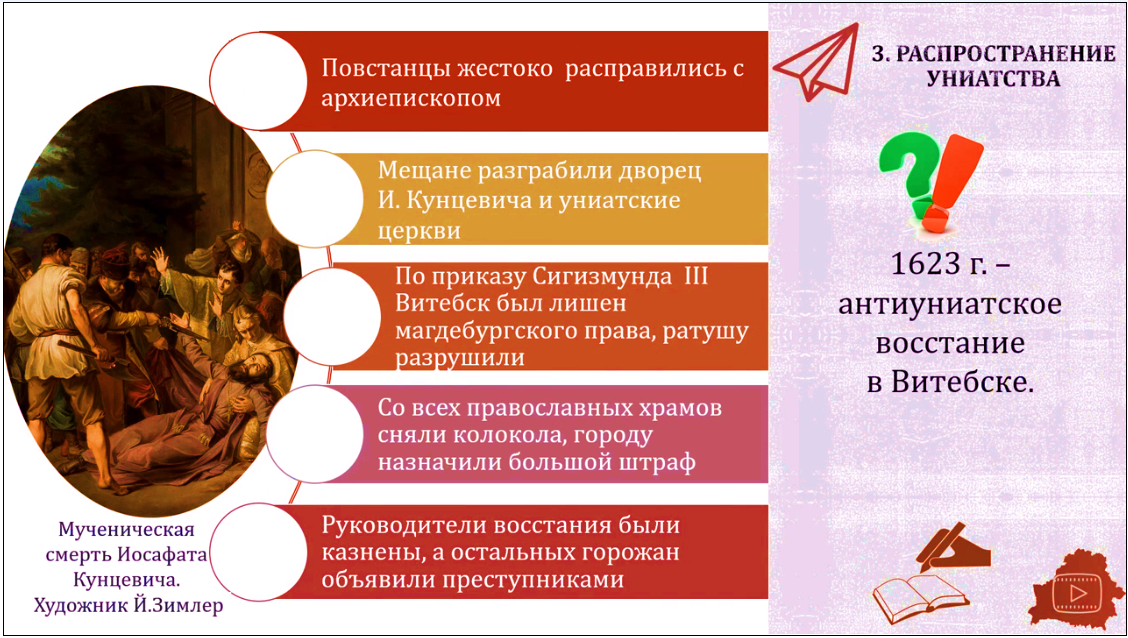 3. РАСПРОСТРАНЕНИЕ
УНИАТСТВА
Повстанцы жестоко расправились с
архиепископом
Мещане разграбили дворец
И. Кунцевича и униатские
церкви
По приказу Сигизмунда III
Витебск был лишен
магдебургского права, ратушу
разрушили
Со всех православных храмов
сняли колокола, городу
назначили большой штраф
Руководители восстания были
казнены, а остальных горожан
объявили преступниками
Мученическая
смерть Иосафата
Кунцевича.
Художник Й.Зимлер
1623 г. –
антиуниатское
восстание
в Витебске.